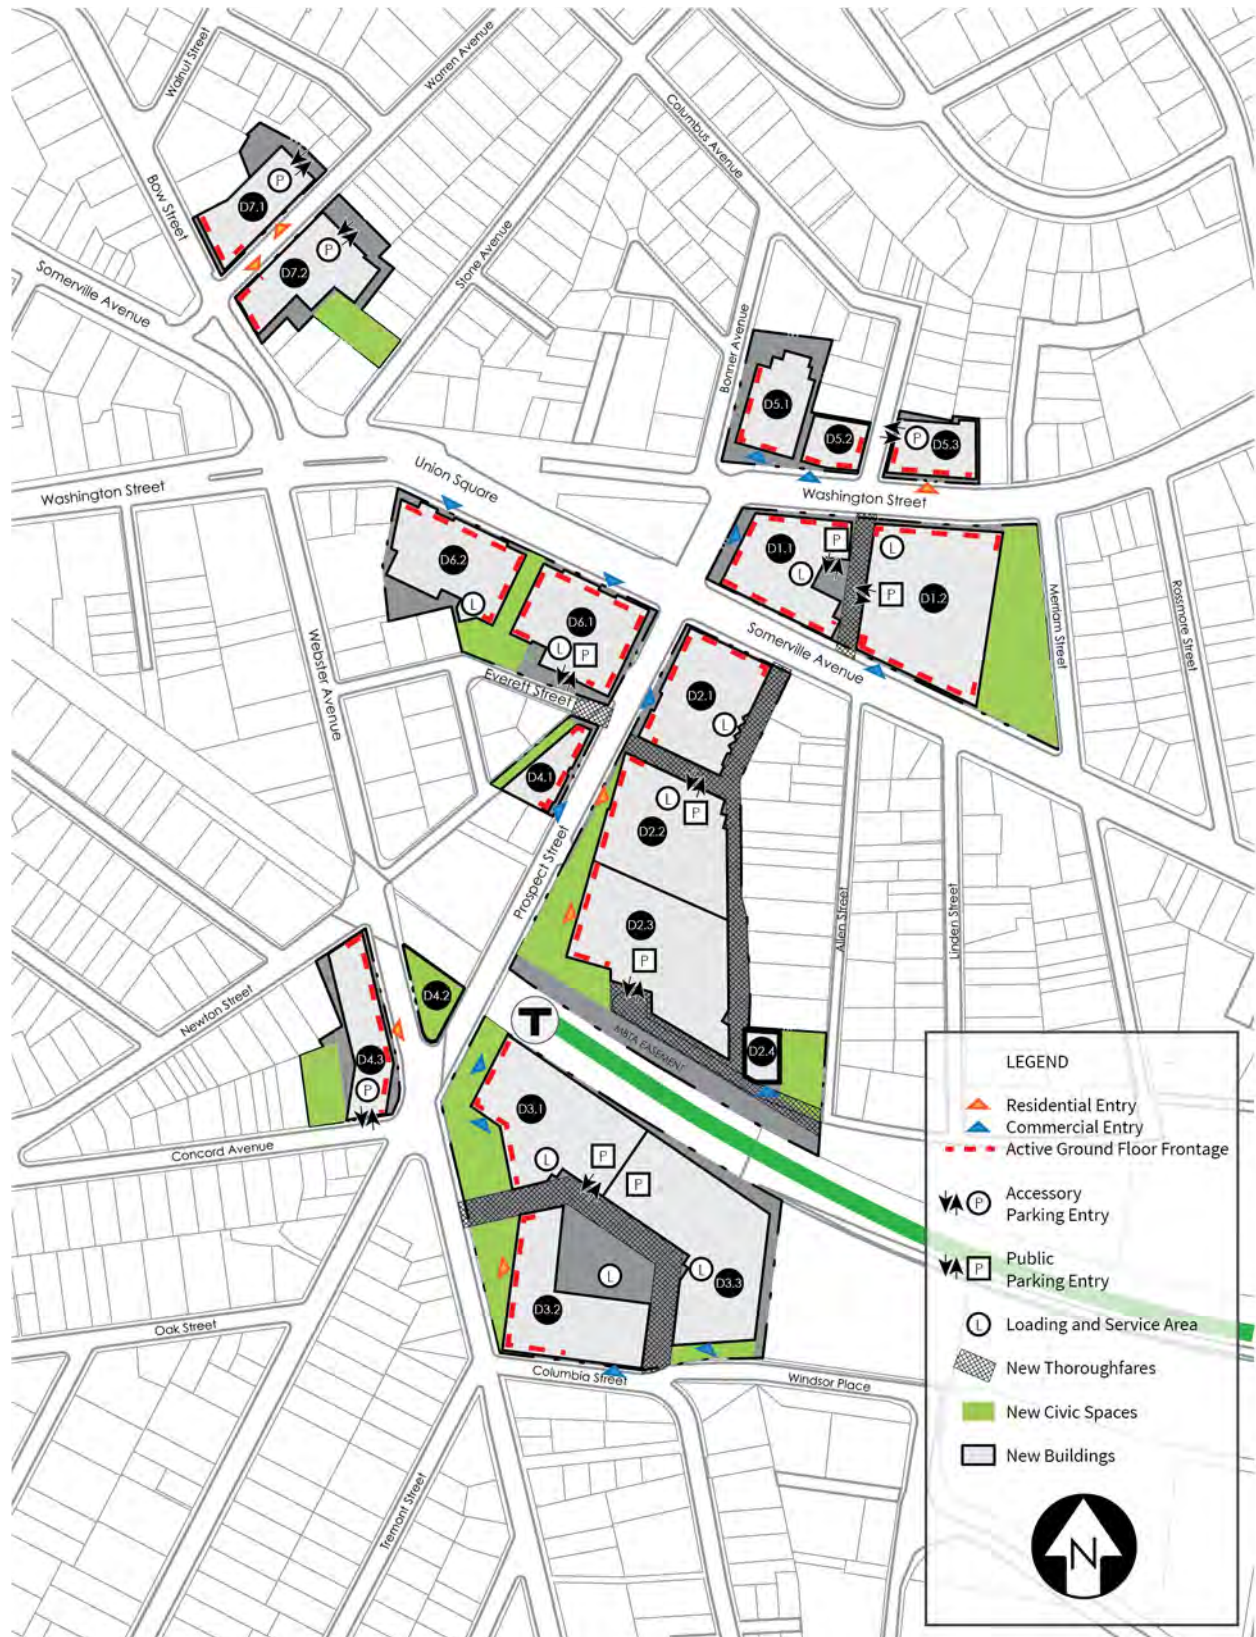 Walnut Street
Warren Avenue
Columbus Avenue
Bow Street
P
D7.1
P
D7.2
Stone Avenue
Somerville Avenue
Bonner Avenue
D5.1
D5.2
P
D5.3
Union Square
Washington Street
Washington Street
D6.2
L
D6.1
L
P
D1.1
P
L
L
P
D1.2
Merriam Street
Rossmore Street
Somerville Avenue
Webster Avenue
Everett Street
D2.1
L
D4.1
L
P
D2.2
Prospect Street
D2.3
P
Allen Street
Linden Street
Newton Street
D4.2
T
MBTA EASEMENT
D2.4
D4.3
P
Concord Avenue
D3.1
L
P
P
L
L
D3.3
D3.2
Oak Street
Columbia Street
Windsor Place
Tremont Street
LEGEND
Residential Entry
Commercial Entry
Active Ground Floor Frontage
P
Accessory
Parking Entry
P
Public
Parking Entry
L
Loading and Service Area
New Thoroughfares
New Civic Spaces
New Buildings
N